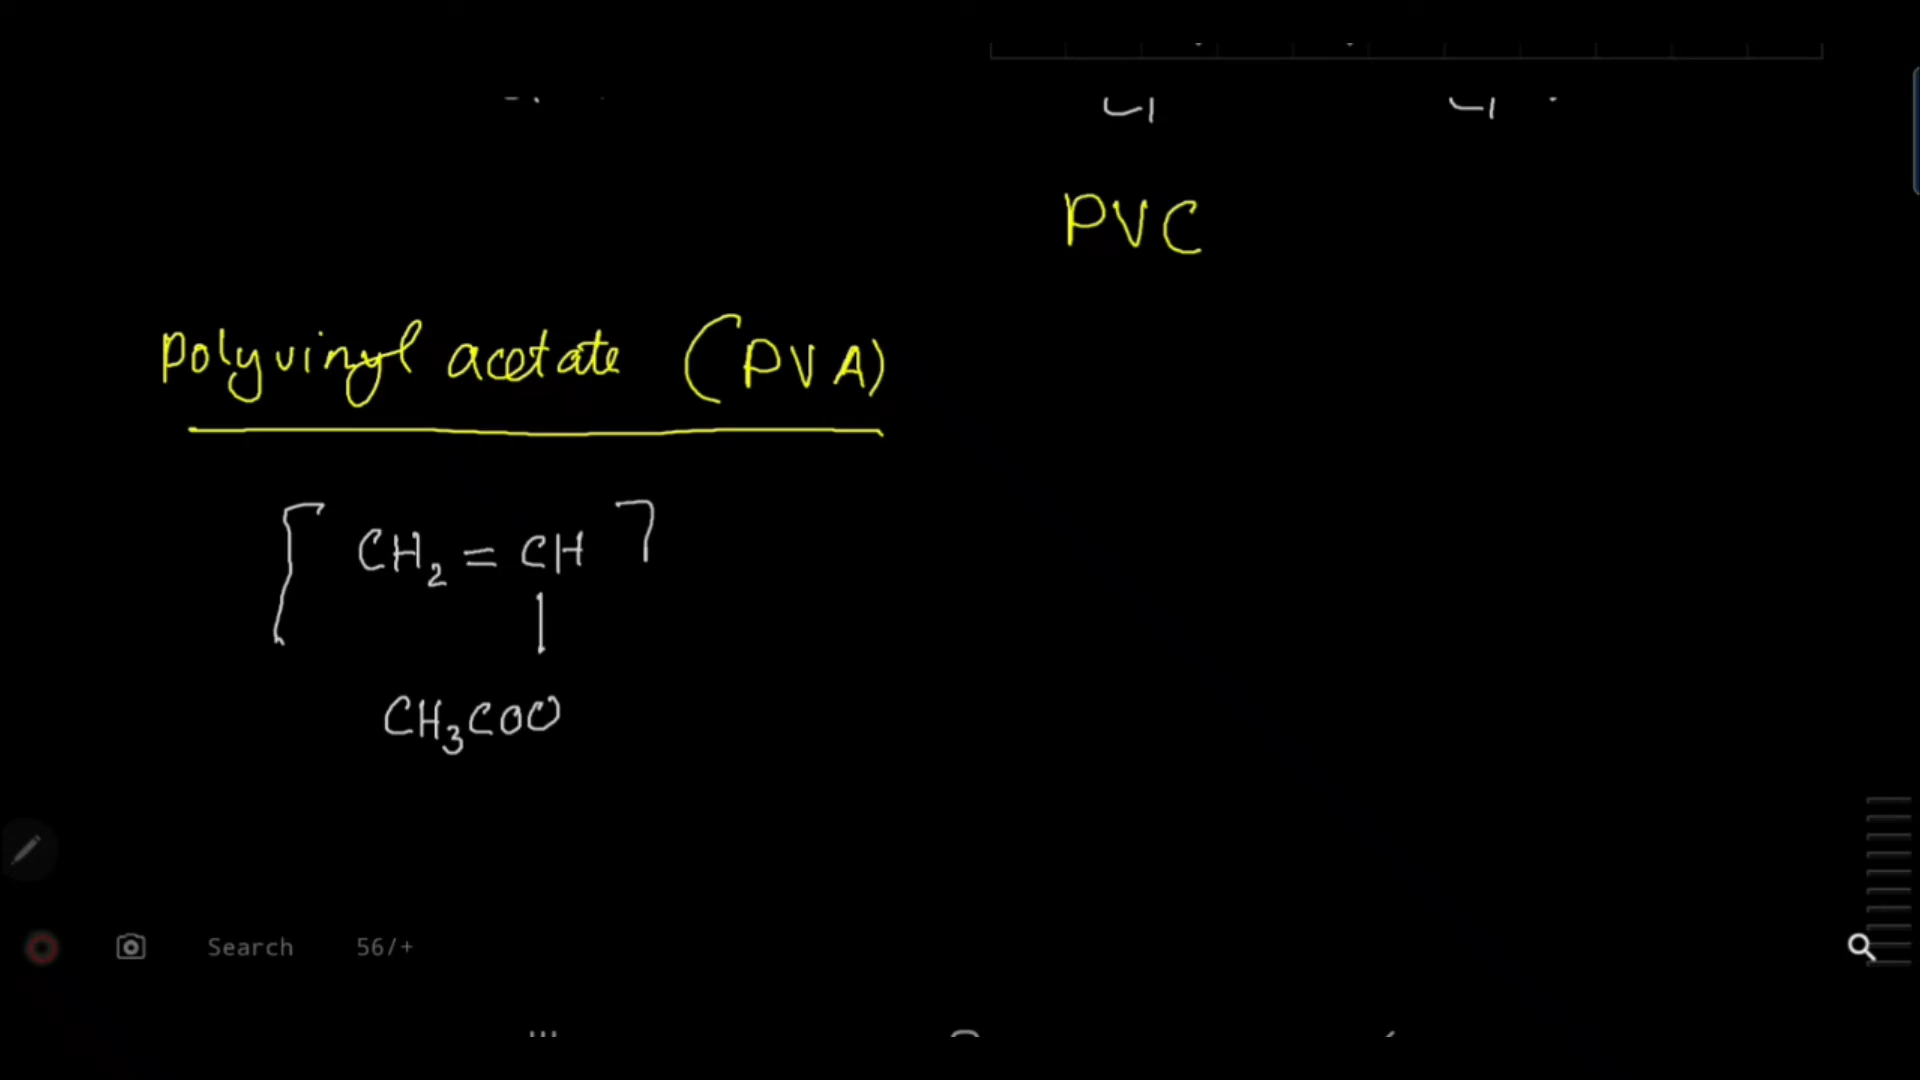 PVC
Polyvinyl acetate (PVA)
[ CH₂ = CH ]
|
CH₃COO
Search 56/+